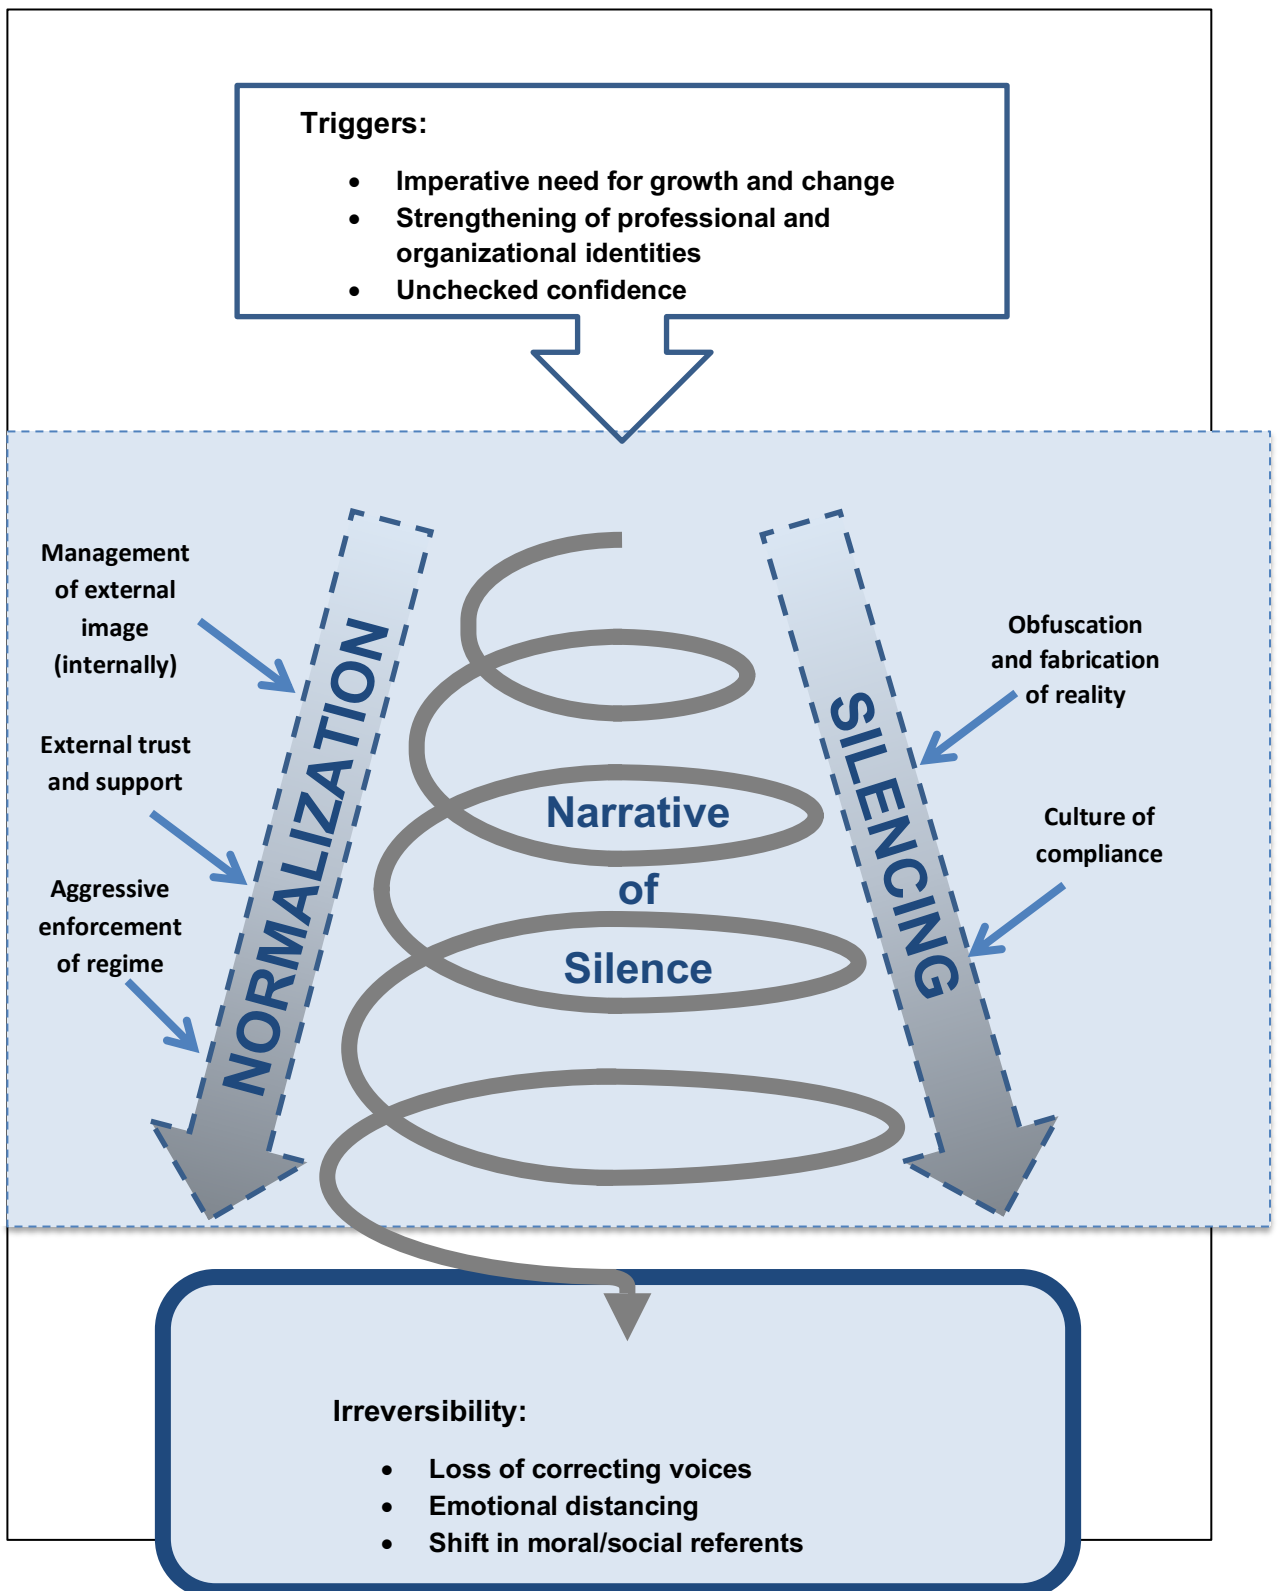 Triggers:
• Imperative need for growth and change
• Strengthening of professional and
organizational identities
• Unchecked confidence
Management
of external
image
(internally)
External trust
and support
Aggressive
enforcement
of regime
NORMALIZATION
Narrative
of
Silence
SILENCING
Obfuscation
and fabrication
of reality
Culture of
compliance
Irreversibility:
• Loss of correcting voices
• Emotional distancing
• Shift in moral/social referents